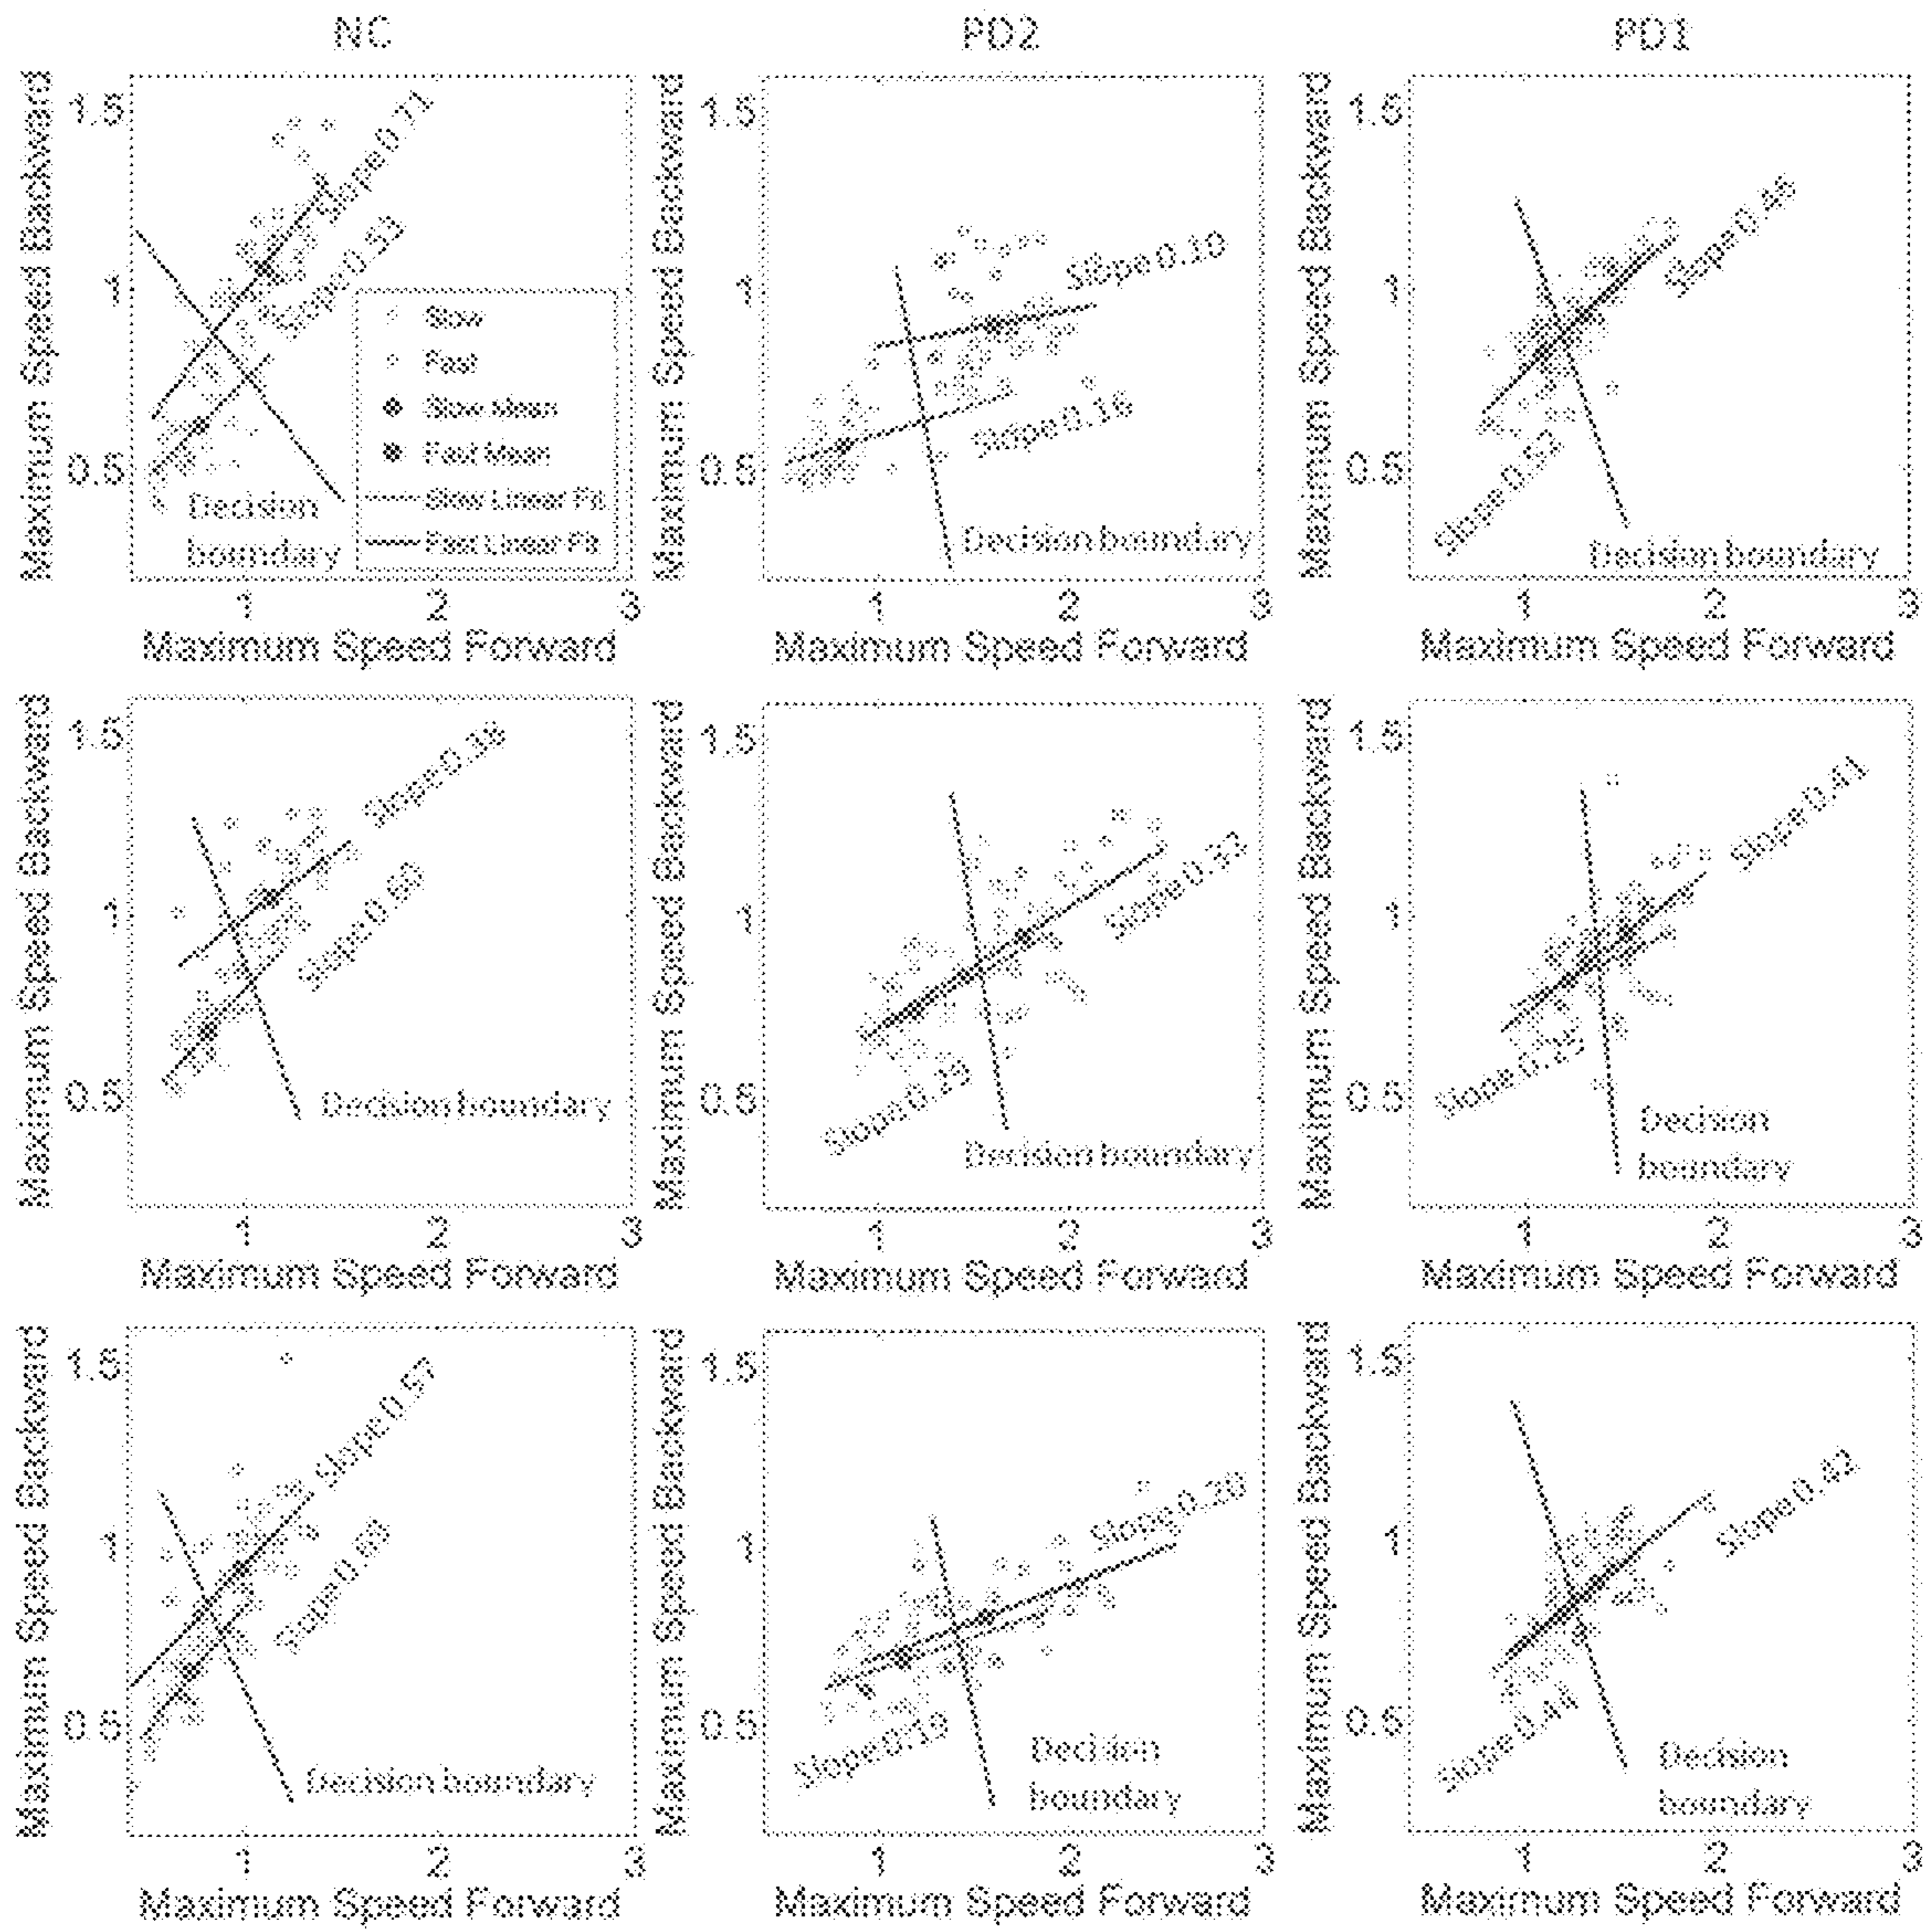 NC
PD2
PD1
Maximum Speed Backward
1.5
1
0.5
Slope 0.71
Slope 0.53
Slow
Fast
Slow Mean
Fast Mean
Slow Linear Fit
Fast Linear Fit
Decision
boundary
1 2 3
Maximum Speed Forward
Maximum Speed Backward
1.5
1
0.5
Slope 0.10
Slope 0.16
Decision boundary
1 2 3
Maximum Speed Forward
Maximum Speed Backward
1.5
1
0.5
Slope 0.45
Slope 0.52
Decision boundary
1 2 3
Maximum Speed Forward
Maximum Speed Backward
1.5
1
0.5
Slope 0.38
Slope 0.60
Decision boundary
1 2 3
Maximum Speed Forward
Maximum Speed Backward
1.5
1
0.5
Slope 0.33
Slope 0.29
Decision boundary
1 2 3
Maximum Speed Forward
Maximum Speed Backward
1.5
1
0.5
Slope 0.41
Slope
Decision
boundary
1 2 3
Maximum Speed Forward
Maximum Speed Backward
1.5
1
0.5
Slope 0.57
Slope
Decision boundary
1 2 3
Maximum Speed Forward
Maximum Speed Backward
1.5
1
0.5
Slope 0.20
Slope 0.19
Decision
boundary
1 2 3
Maximum Speed Forward
Maximum Speed Backward
1.5
1
0.5
Slope 0.42
Slope 0.44
Decision
boundary
1 2 3
Maximum Speed Forward